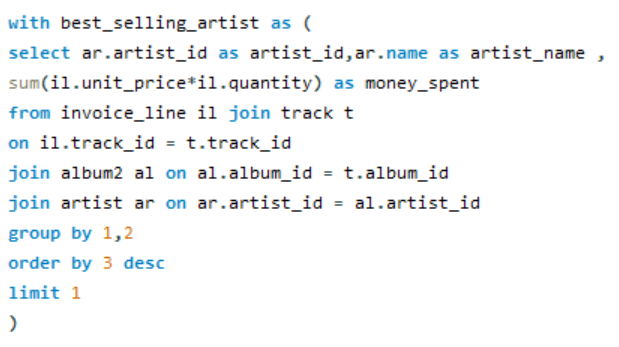 with best_selling_artist as (
select ar.artist_id as artist_id,ar.name as artist_name ,
sum(il.unit_price*il.quantity) as money_spent
from invoice_line il join track t
on il.track_id = t.track_id
join album2 al on al.album_id = t.album_id
join artist ar on ar.artist_id = al.artist_id
group by 1,2
order by 3 desc
limit 1
)